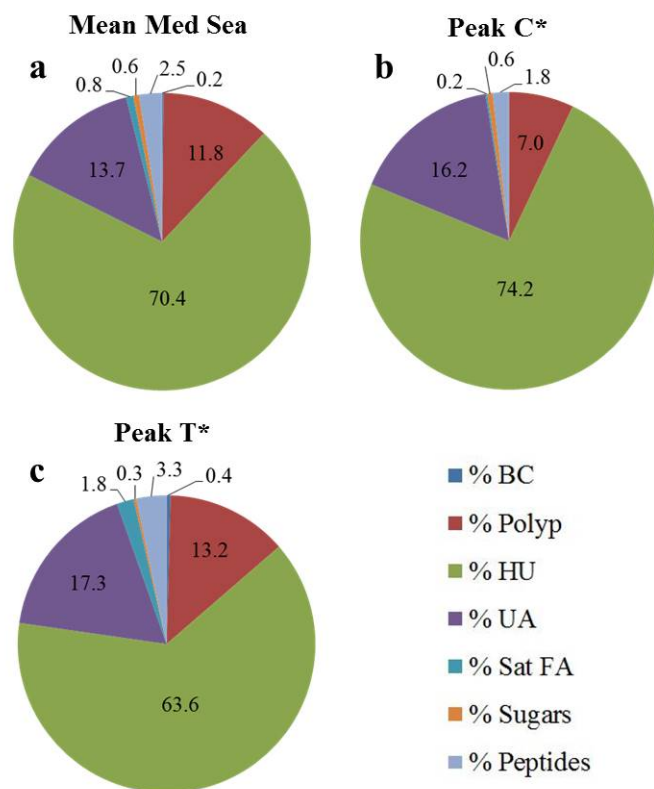 Mean Med Sea
a
0.8
0.6
2.5
0.2
11.8
13.7
70.4
Peak C*
b
0.2
0.6
1.8
7.0
16.2
74.2
Peak T*
c
1.8
0.3
3.3
0.4
13.2
17.3
63.6
% BC
% Polyp
% HU
% UA
% Sat FA
% Sugars
% Peptides